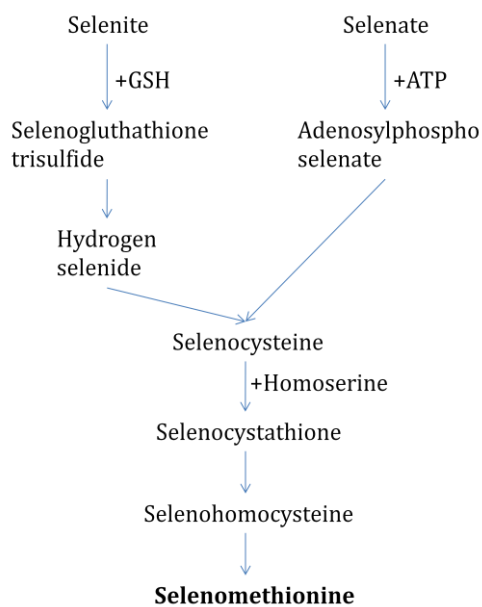 Selenite
Selenate
+GSH
+ATP
Selenogluthathione
trisulfide
Adenosylphospho
selenate
Hydrogen
selenide
Selenocysteine
+Homoserine
Selenocystathione
Selenohomocysteine
Selenomethionine